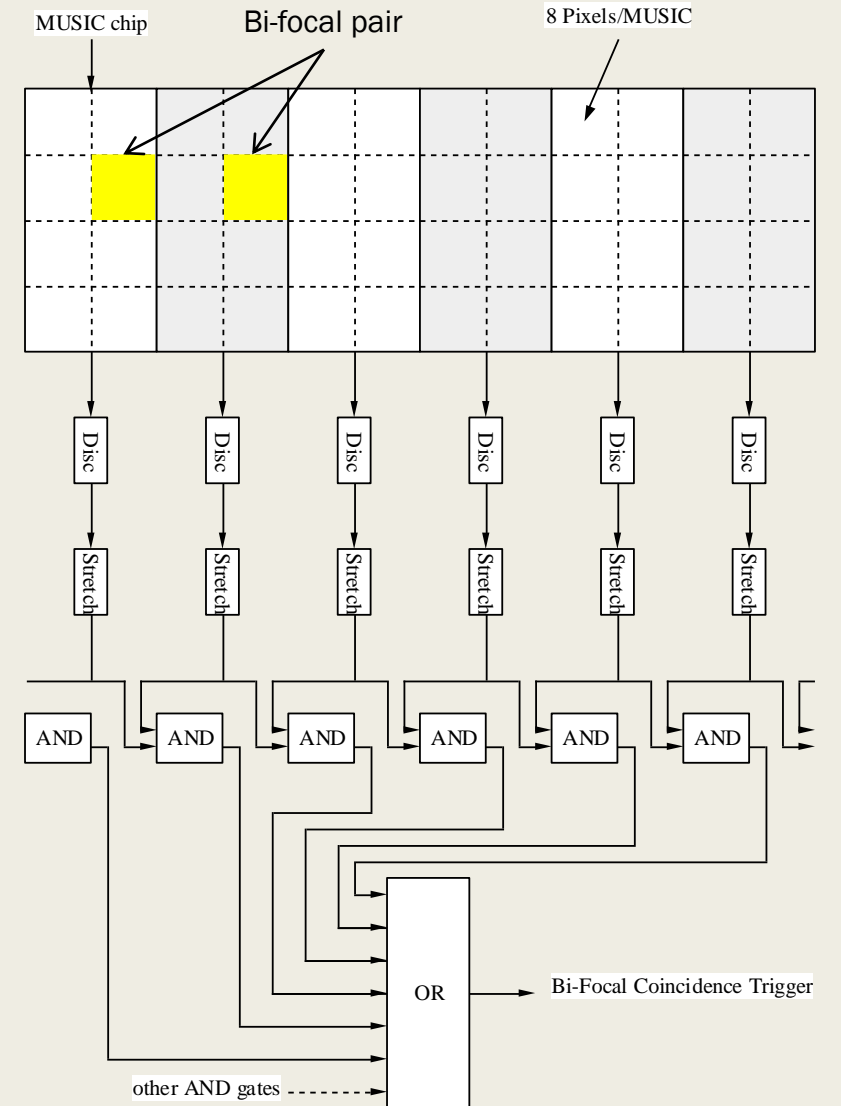 MUSIC chip
Bi-focal pair
8 Pixels/MUSIC
Disc
Disc
Disc
Disc
Disc
Disc
Stretch
Stretch
Stretch
Stretch
Stretch
Stretch
AND
AND
AND
AND
AND
AND
OR
Bi-Focal Coincidence Trigger
other AND gates